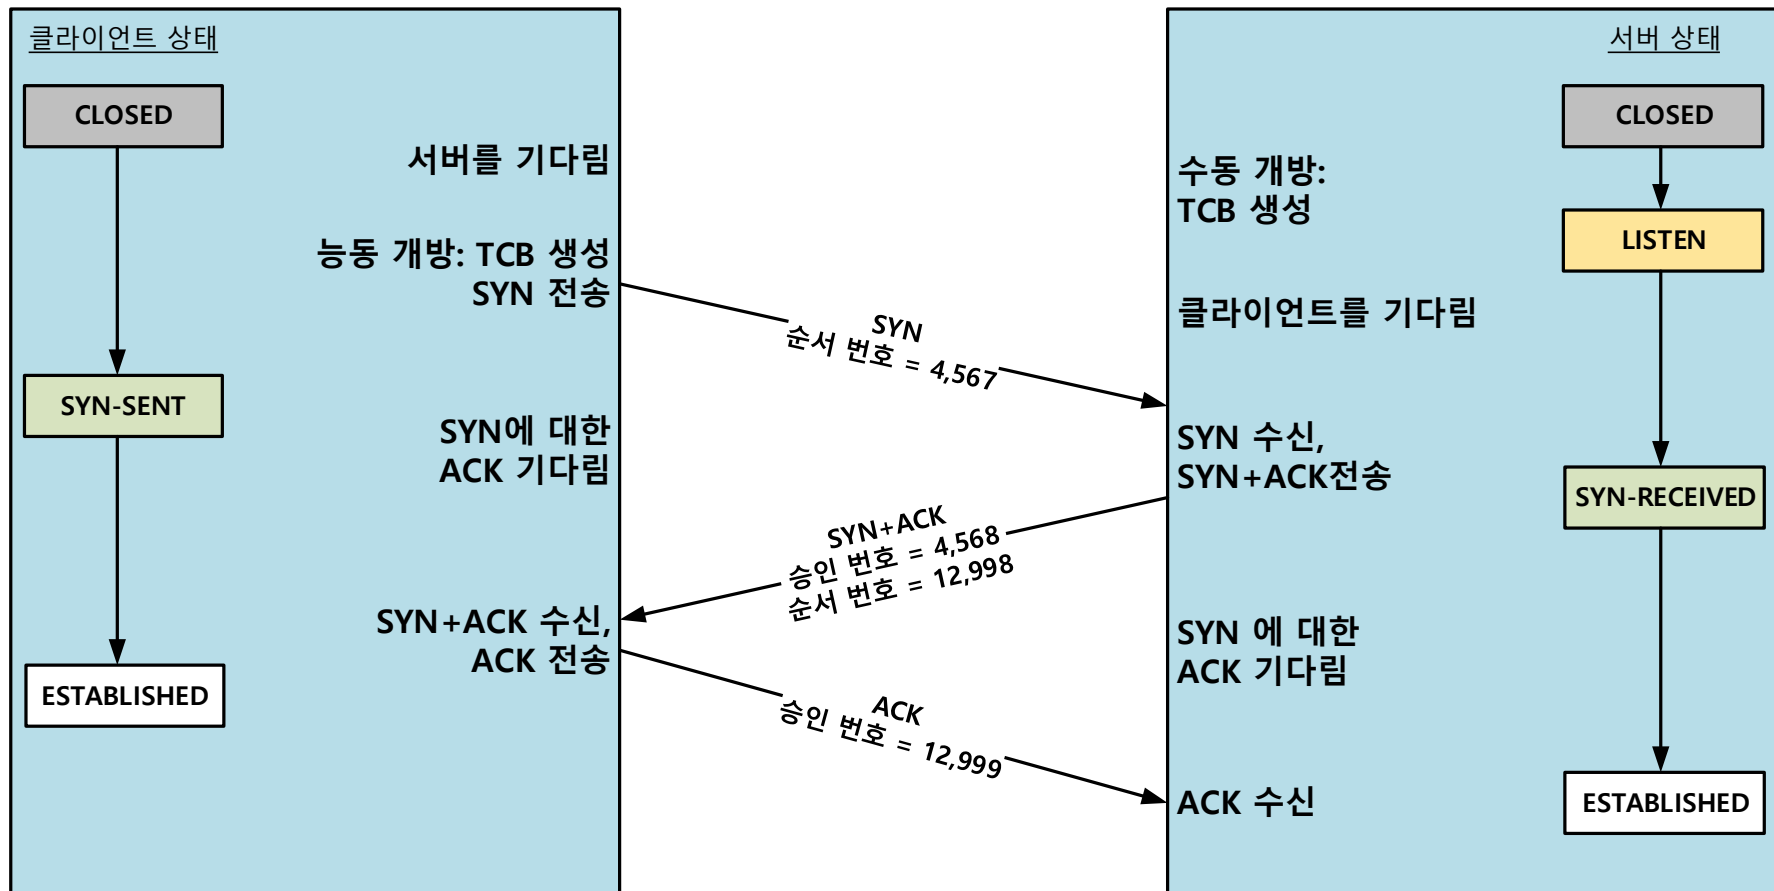 클라이언트 상태
CLOSED
서버를 기다림
능동 개방: TCB 생성
SYN 전송
SYN-SENT
SYN에 대한
ACK 기다림
SYN+ACK 수신,
ACK 전송
ESTABLISHED
SYN
순서 번호 = 4,567
SYN+ACK
승인 번호 = 4,568
순서 번호 = 12,998
ACK
승인 번호 = 12,999
서버 상태
CLOSED
수동 개방:
TCB 생성
LISTEN
클라이언트를 기다림
SYN 수신,
SYN+ACK전송
SYN-RECEIVED
SYN 에 대한
ACK 기다림
ACK 수신
ESTABLISHED